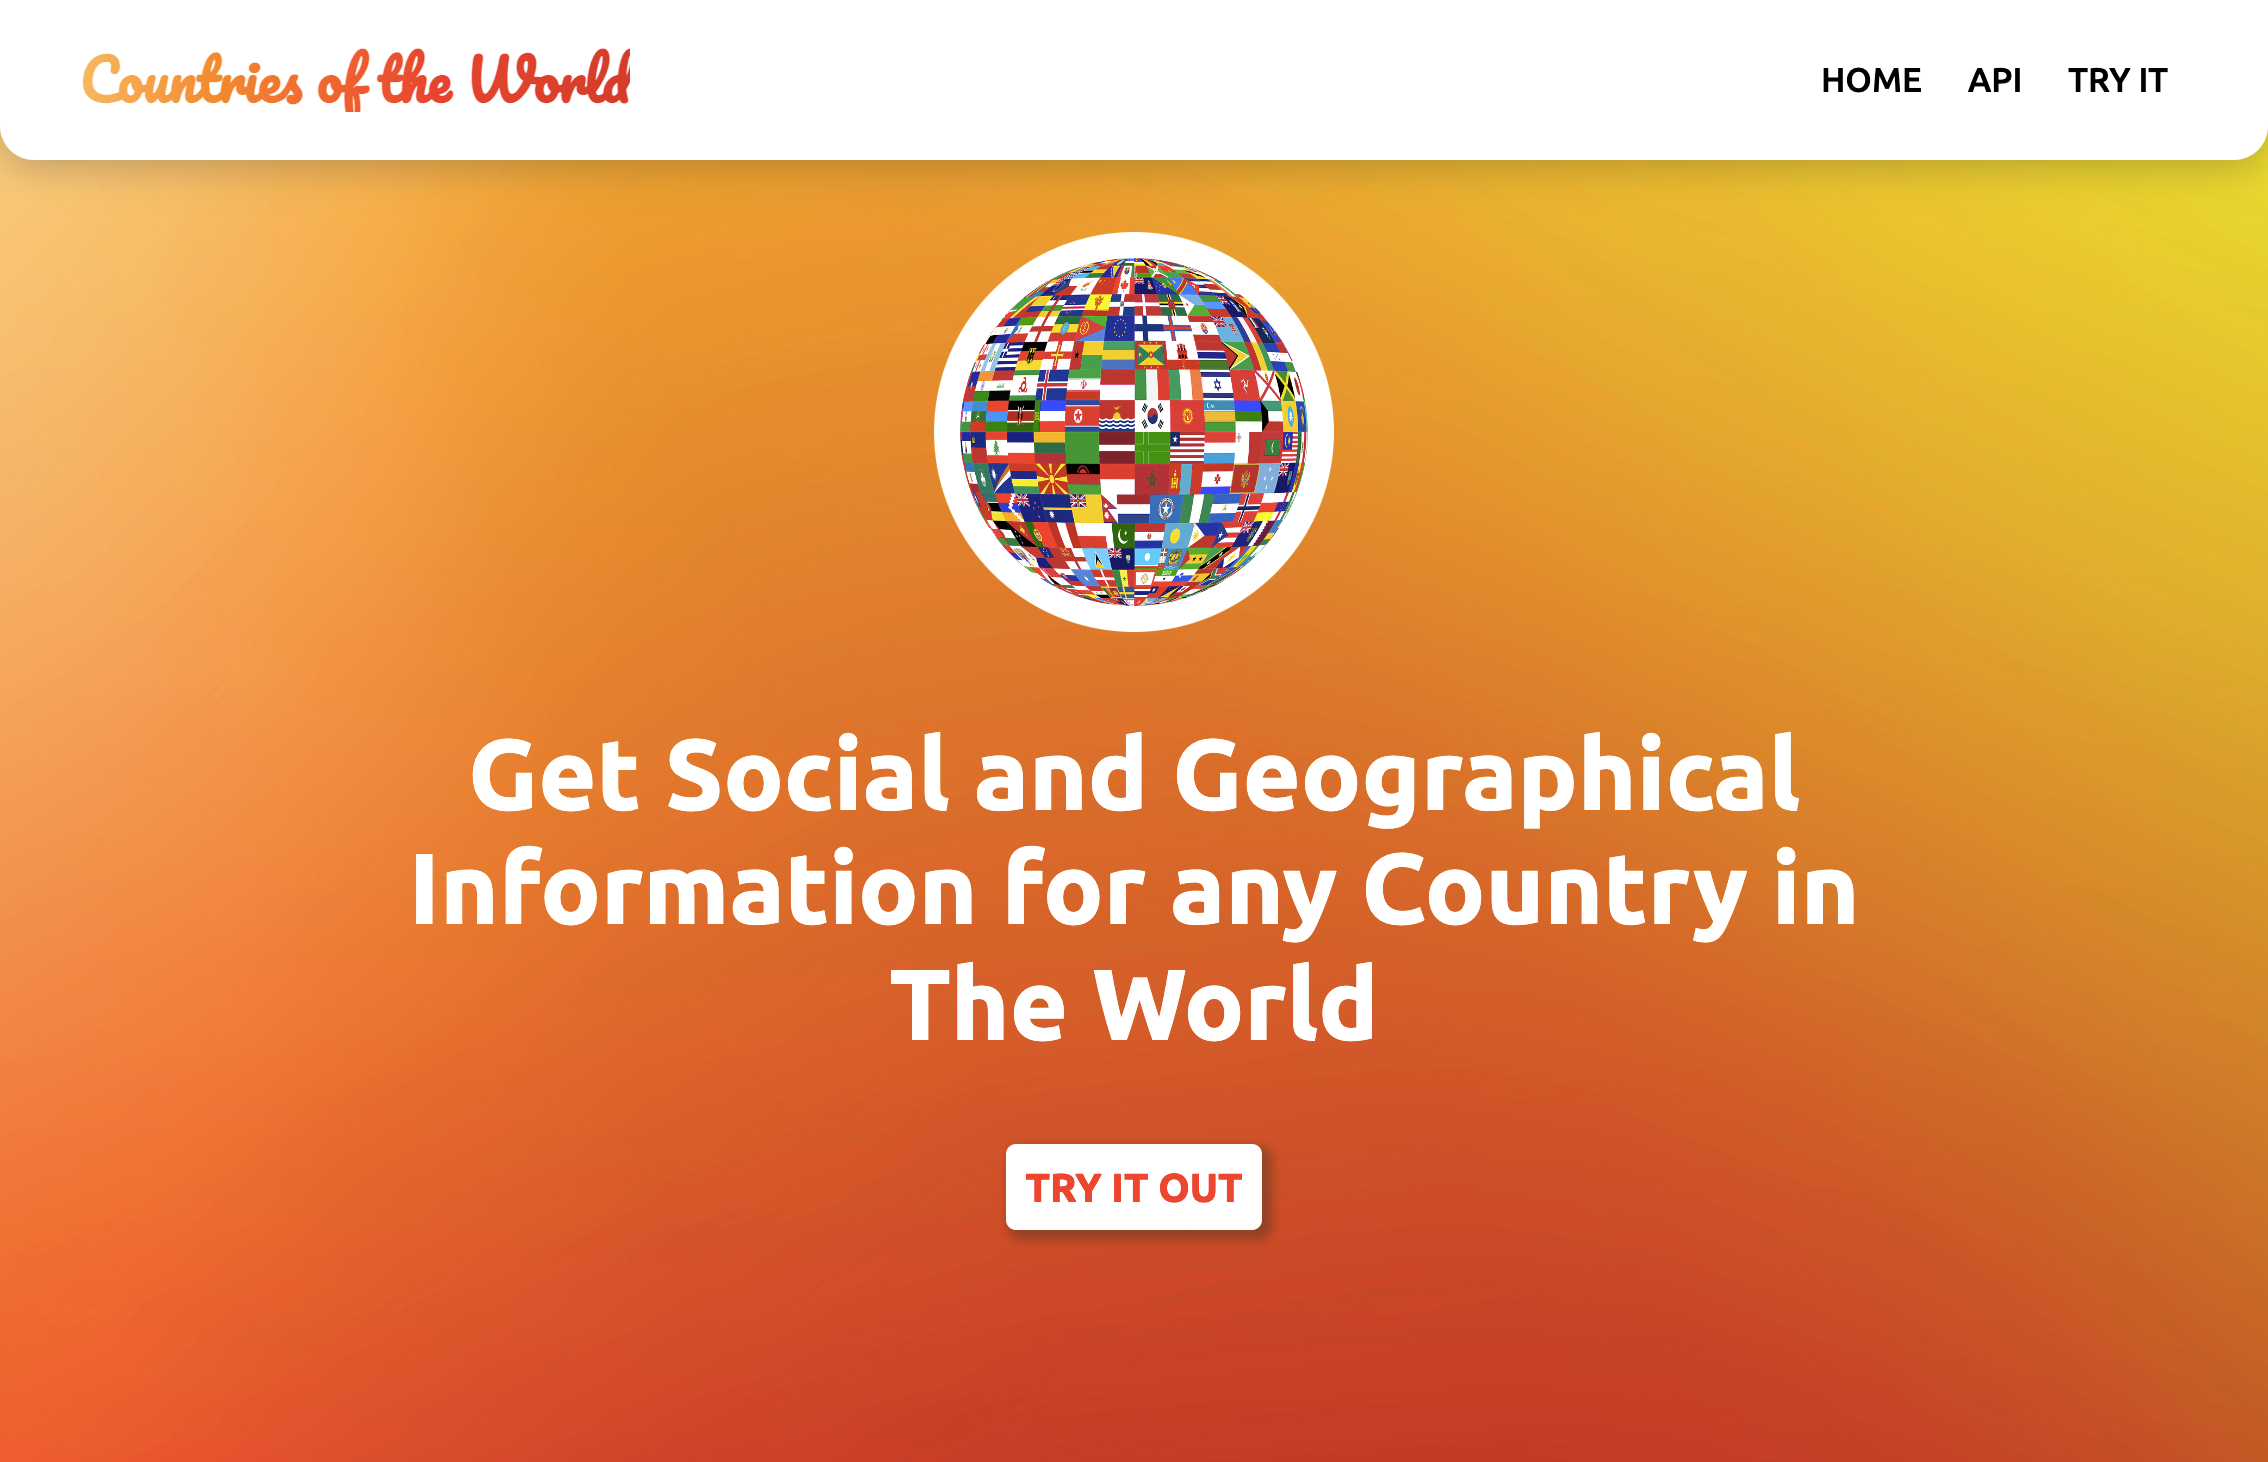 Countries of the World
HOME API TRY IT
Get Social and Geographical
Information for any Country in
The World
TRY IT OUT